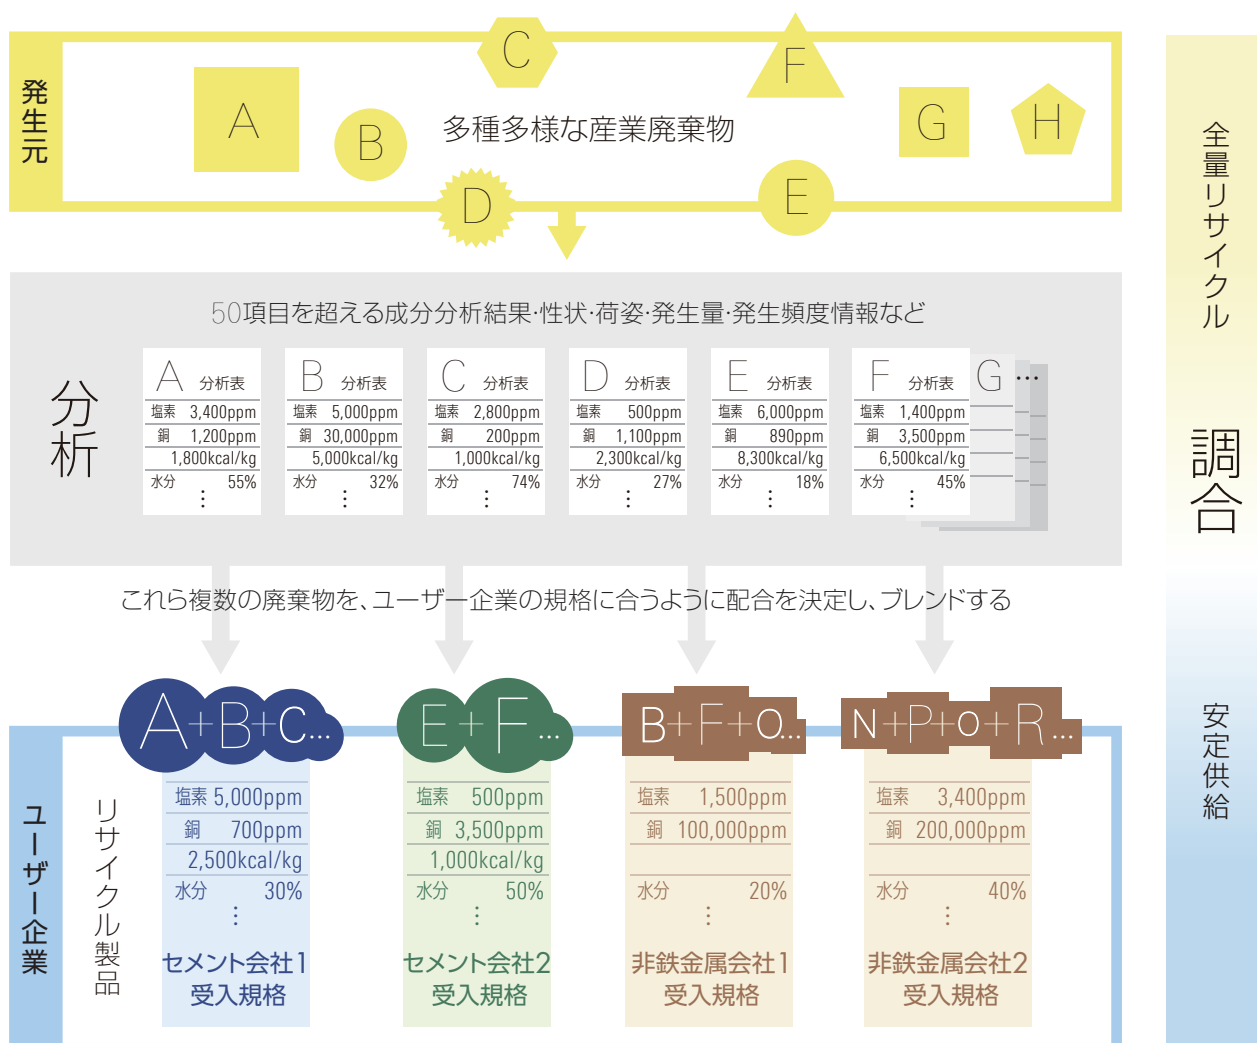 発生元
A
B
C
D
E
F
G
H
多種多様な産業廃棄物
分析
50項目を超える成分分析結果・性状・荷姿・発生量・発生頻度情報など
A 分析表
塩素 3,400ppm
銅 1,200ppm
1,800kcal/kg
水分 55%
⋮
B 分析表
塩素 5,000ppm
銅 30,000ppm
5,000kcal/kg
水分 32%
⋮
C 分析表
塩素 2,800ppm
銅 200ppm
1,000kcal/kg
水分 74%
⋮
D 分析表
塩素 500ppm
銅 1,100ppm
2,300kcal/kg
水分 27%
⋮
E 分析表
塩素 6,000ppm
銅 890ppm
8,300kcal/kg
水分 18%
⋮
F 分析表
塩素 1,400ppm
銅 3,500ppm
6,500kcal/kg
水分 45%
⋮
G …
これら複数の廃棄物を、ユーザー企業の規格に合うように配合を決定し、ブレンドする
ユーザー企業
リサイクル製品
A+B+C…
塩素 5,000ppm
銅 700ppm
2,500kcal/kg
水分 30%
⋮
セメント会社1
受入規格
E+F…
塩素 500ppm
銅 3,500ppm
1,000kcal/kg
水分 50%
⋮
セメント会社2
受入規格
B+F+O…
塩素 1,500ppm
銅 100,000ppm
水分 20%
⋮
非鉄金属会社1
受入規格
N+P+O+R…
塩素 3,400ppm
銅 200,000ppm
水分 40%
⋮
非鉄金属会社2
受入規格
全量リサイクル
調合
安定供給